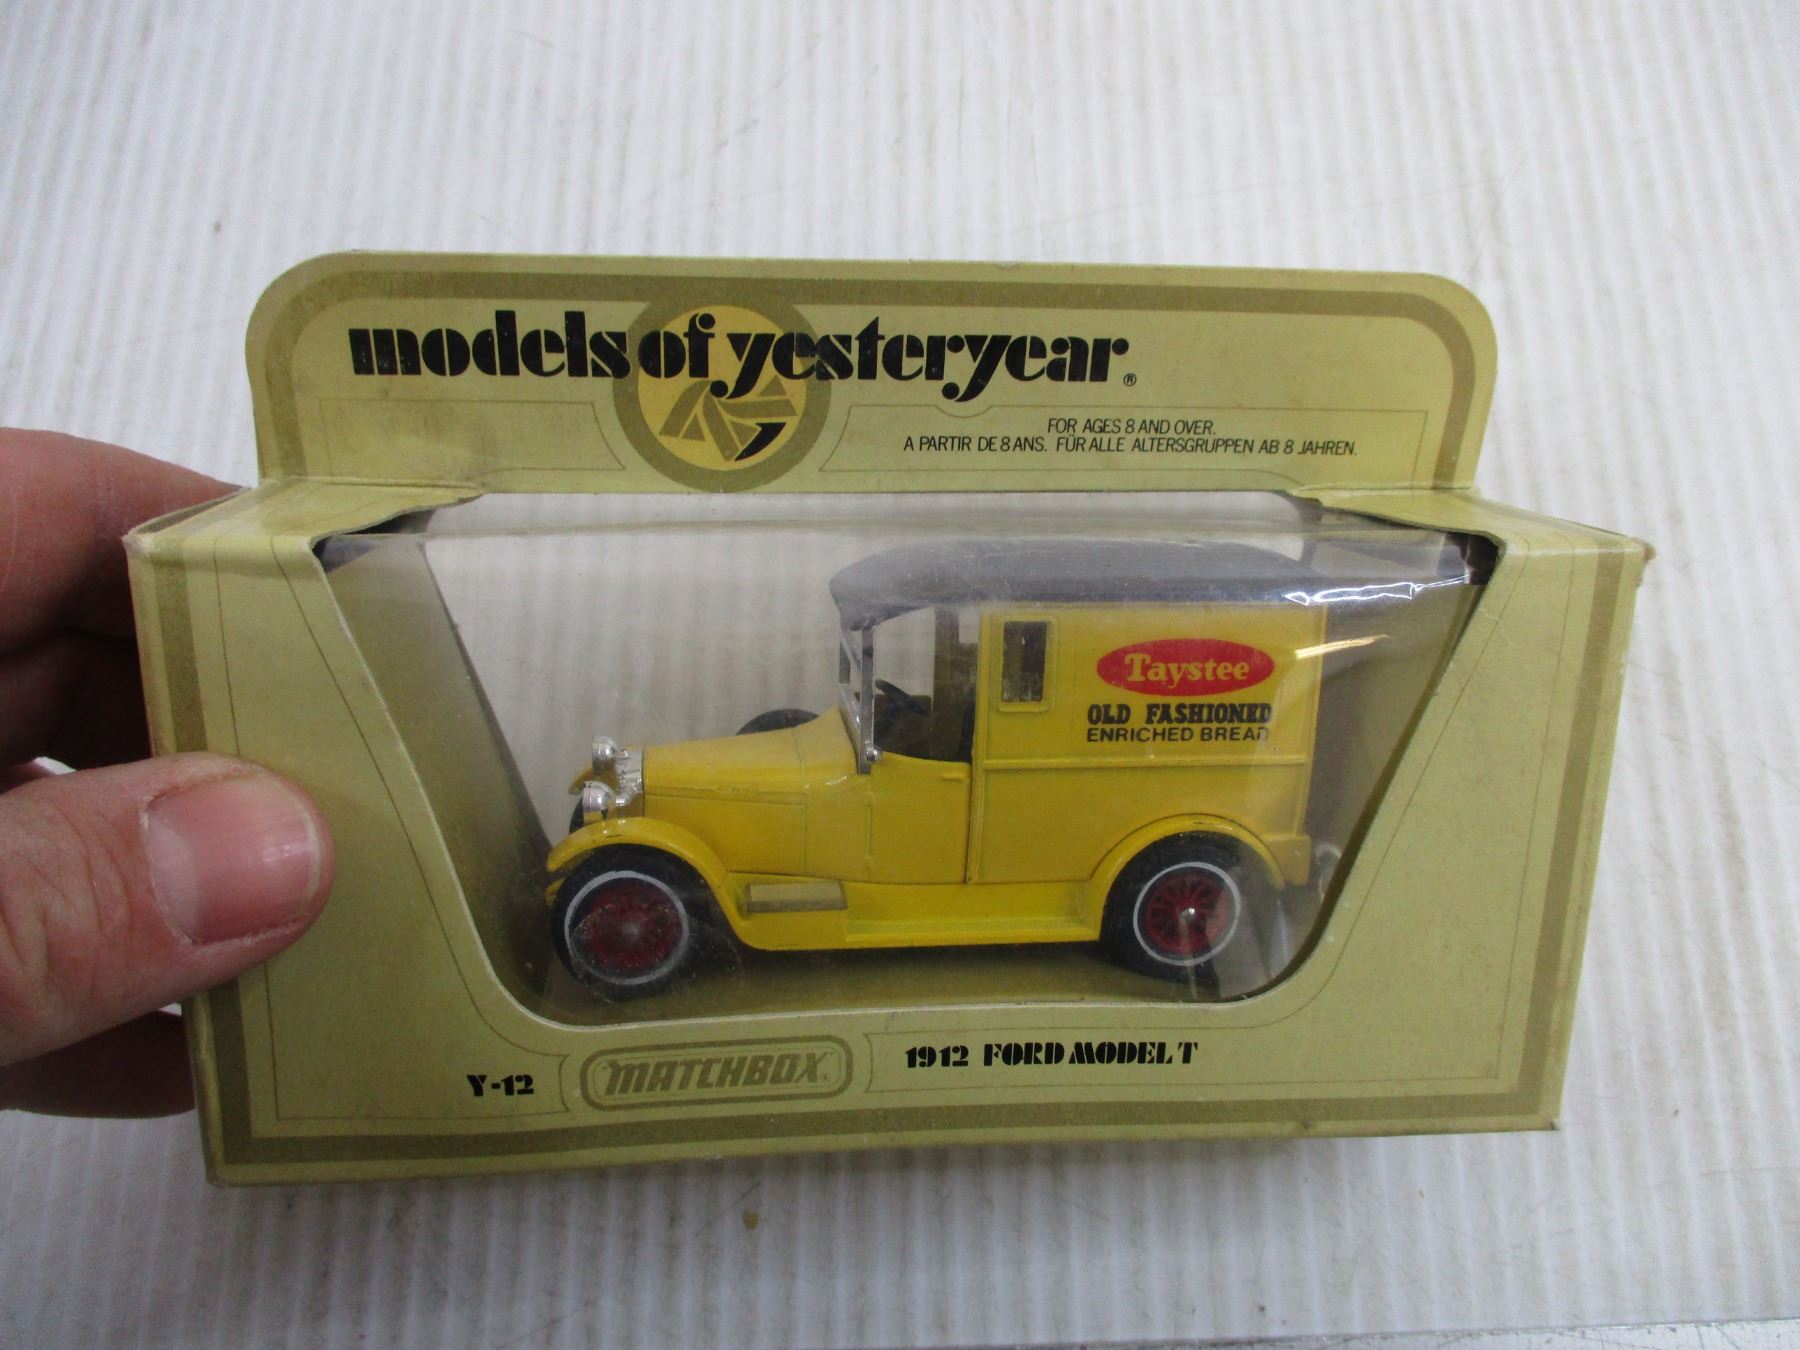 models of yesteryear®
FOR AGES 8 AND OVER.
A PARTIR DE 8 ANS. FÜR ALLE ALTERSGRUPPEN AB 8 JAHREN.
Taystee
OLD FASHIONED
ENRICHED BREAD
Y-12
MATCHBOX
1912 FORD MODEL T